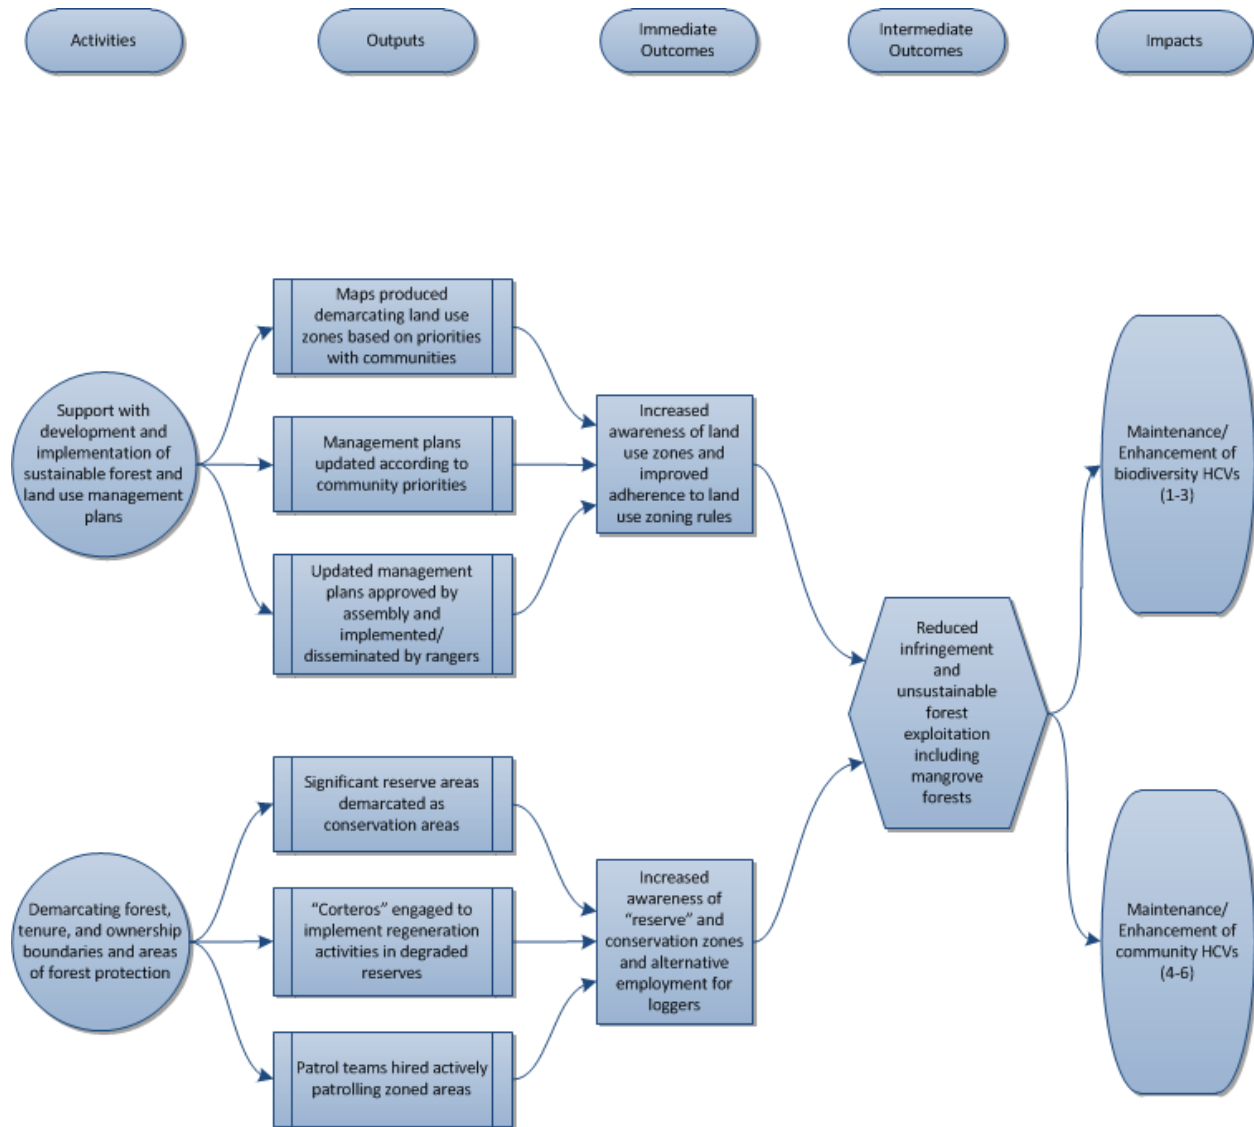 Activities
Outputs
Immediate
Outcomes
Intermediate
Outcomes
Impacts
Support with
development and
implementation of
sustainable forest and
land use management
plans
Maps produced
demarcating land use
zones based on priorities
with communities
Management plans
updated according to
community priorities
Updated management
plans approved by
assembly and
implemented/
disseminated by rangers
Increased
awareness of land
use zones and
improved
adherence to land
use zoning rules
Demarcating forest,
tenure, and ownership
boundaries and areas
of forest protection
Significant reserve areas
demarcated as
conservation areas
“Corteros” engaged to
implement regeneration
activities in degraded
reserves
Patrol teams hired actively
patrolling zoned areas
Increased
awareness of
“reserve” and
conservation zones
and alternative
employment for
loggers
Reduced
infringement
and
unsustainable
forest
exploitation
including
mangrove
forests
Maintenance/
Enhancement of
biodiversity HCVs
(1-3)
Maintenance/
Enhancement of
community HCVs
(4-6)